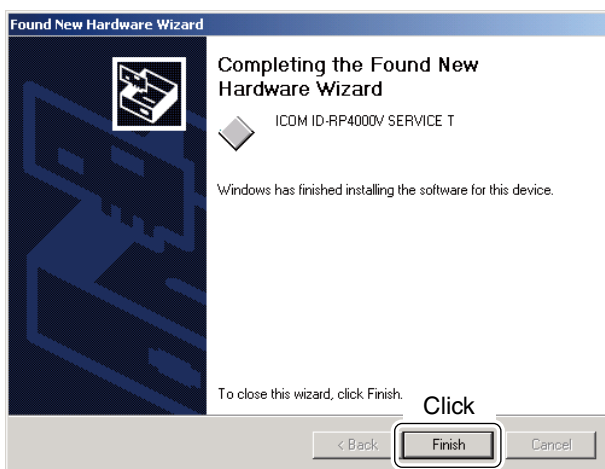 Found New Hardware Wizard
Completing the Found New
Hardware Wizard
ICOM ID-RP4000V SERVICE T
Windows has finished installing the software for this device.
To close this wizard, click Finish.
Click
< Back
Finish
Cancel